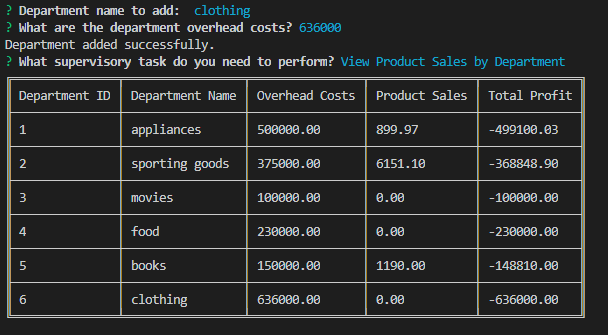 ? Department name to add:  clothing
? What are the department overhead costs? 636000
Department added successfully.
? What supervisory task do you need to perform? View Product Sales by Department
Department ID Department Name Overhead Costs Product Sales Total Profit
1 appliances 500000.00 899.97 -499100.03
2 sporting goods 375000.00 6151.10 -368848.90
3 movies 100000.00 0.00 -100000.00
4 food 230000.00 0.00 -230000.00
5 books 150000.00 1190.00 -148810.00
6 clothing 636000.00 0.00 -636000.00